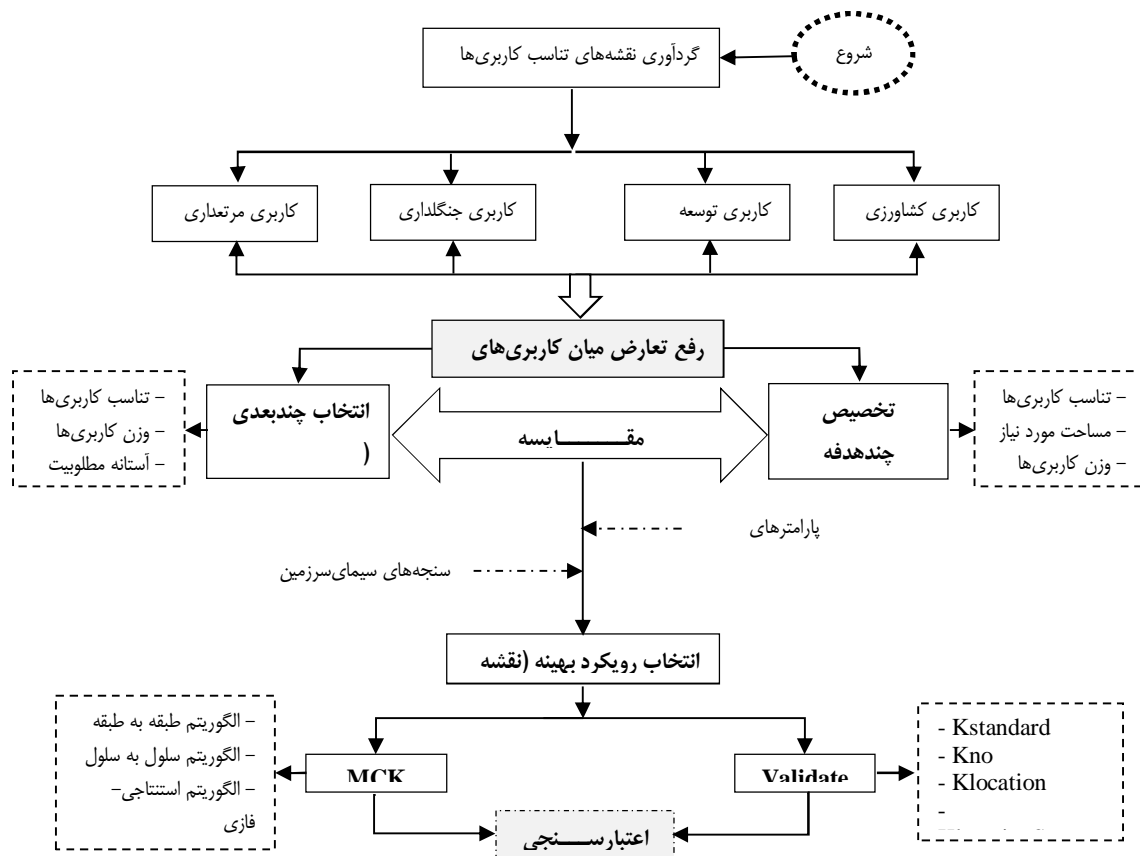 شروع
گردآوری نقشه‌های تناسب کاربری‌ها
کاربری کشاورزی
کاربری توسعه
کاربری جنگلداری
کاربری مرتعداری
رفع تعارض میان کاربری‌های
تخصیص
چندهدفه
مقـــــــــایسه
انتخاب چندبعدی
(
– تناسب کاربری‌ها
– مساحت مورد نیاز
– وزن کاربری‌ها
– تناسب کاربری‌ها
– وزن کاربری‌ها
– آستانه مطلوبیت
پارامترهای
سنجه‌های سیمای‌سرزمین
انتخاب رویکرد بهینه (نقشه
Validate
MCK
- Kstandard
- Kno
- Klocation
-
– الگوریتم طبقه به طبقه
– الگوریتم سلول به سلول
– الگوریتم استنتاجی–
فازی
اعتبارســـــنجی